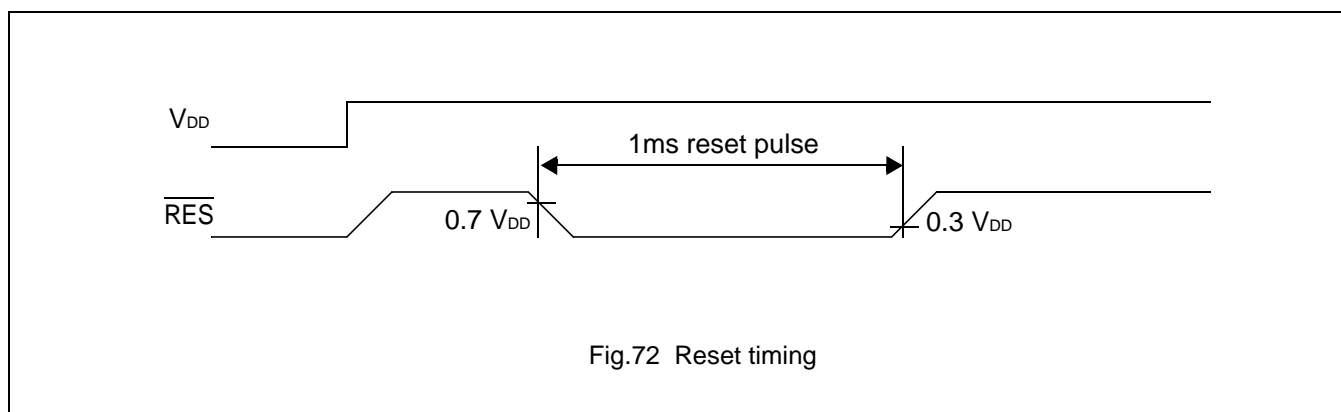 VDD
1ms reset pulse
RES
0.7 VDD
0.3 VDD
Fig.72 Reset timing